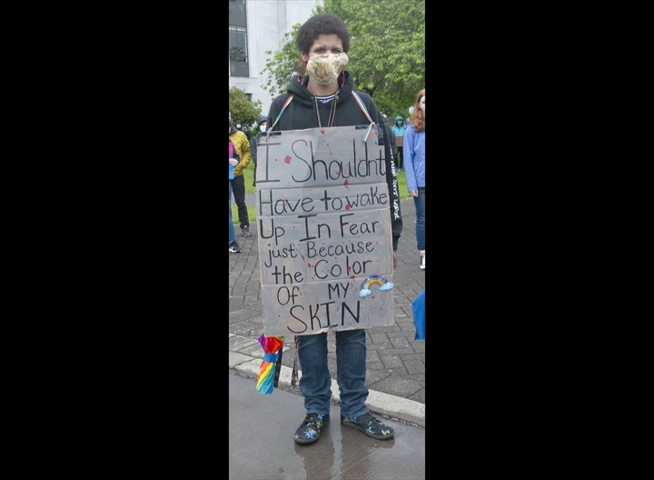 I Shouldn't
Have to wake
Up In Fear
just Because
the Color
Of MY
SKIN